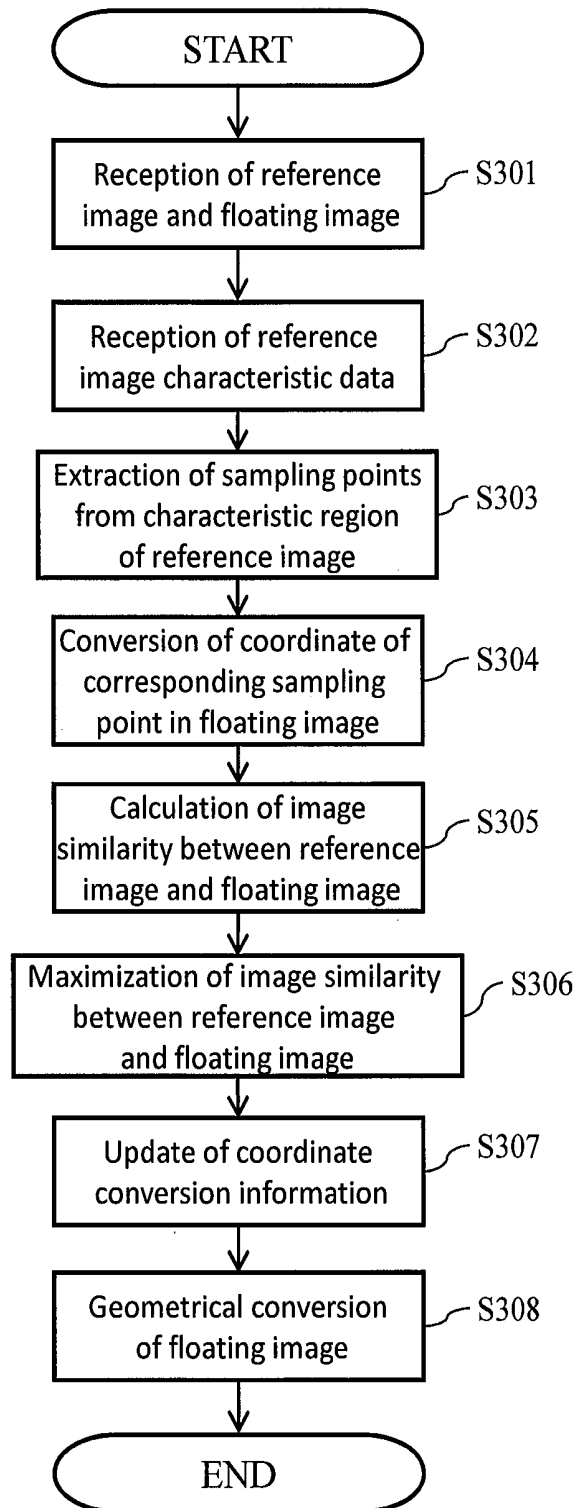 START
Reception of reference
image and floating image
S301
Reception of reference
image characteristic data
S302
Extraction of sampling points
from characteristic region
of reference image
S303
Conversion of coordinate of
corresponding sampling
point in floating image
S304
Calculation of image
similarity between reference
image and floating image
S305
Maximization of image similarity
between reference image
and floating image
S306
Update of coordinate
conversion information
S307
Geometrical conversion
of floating image
S308
END